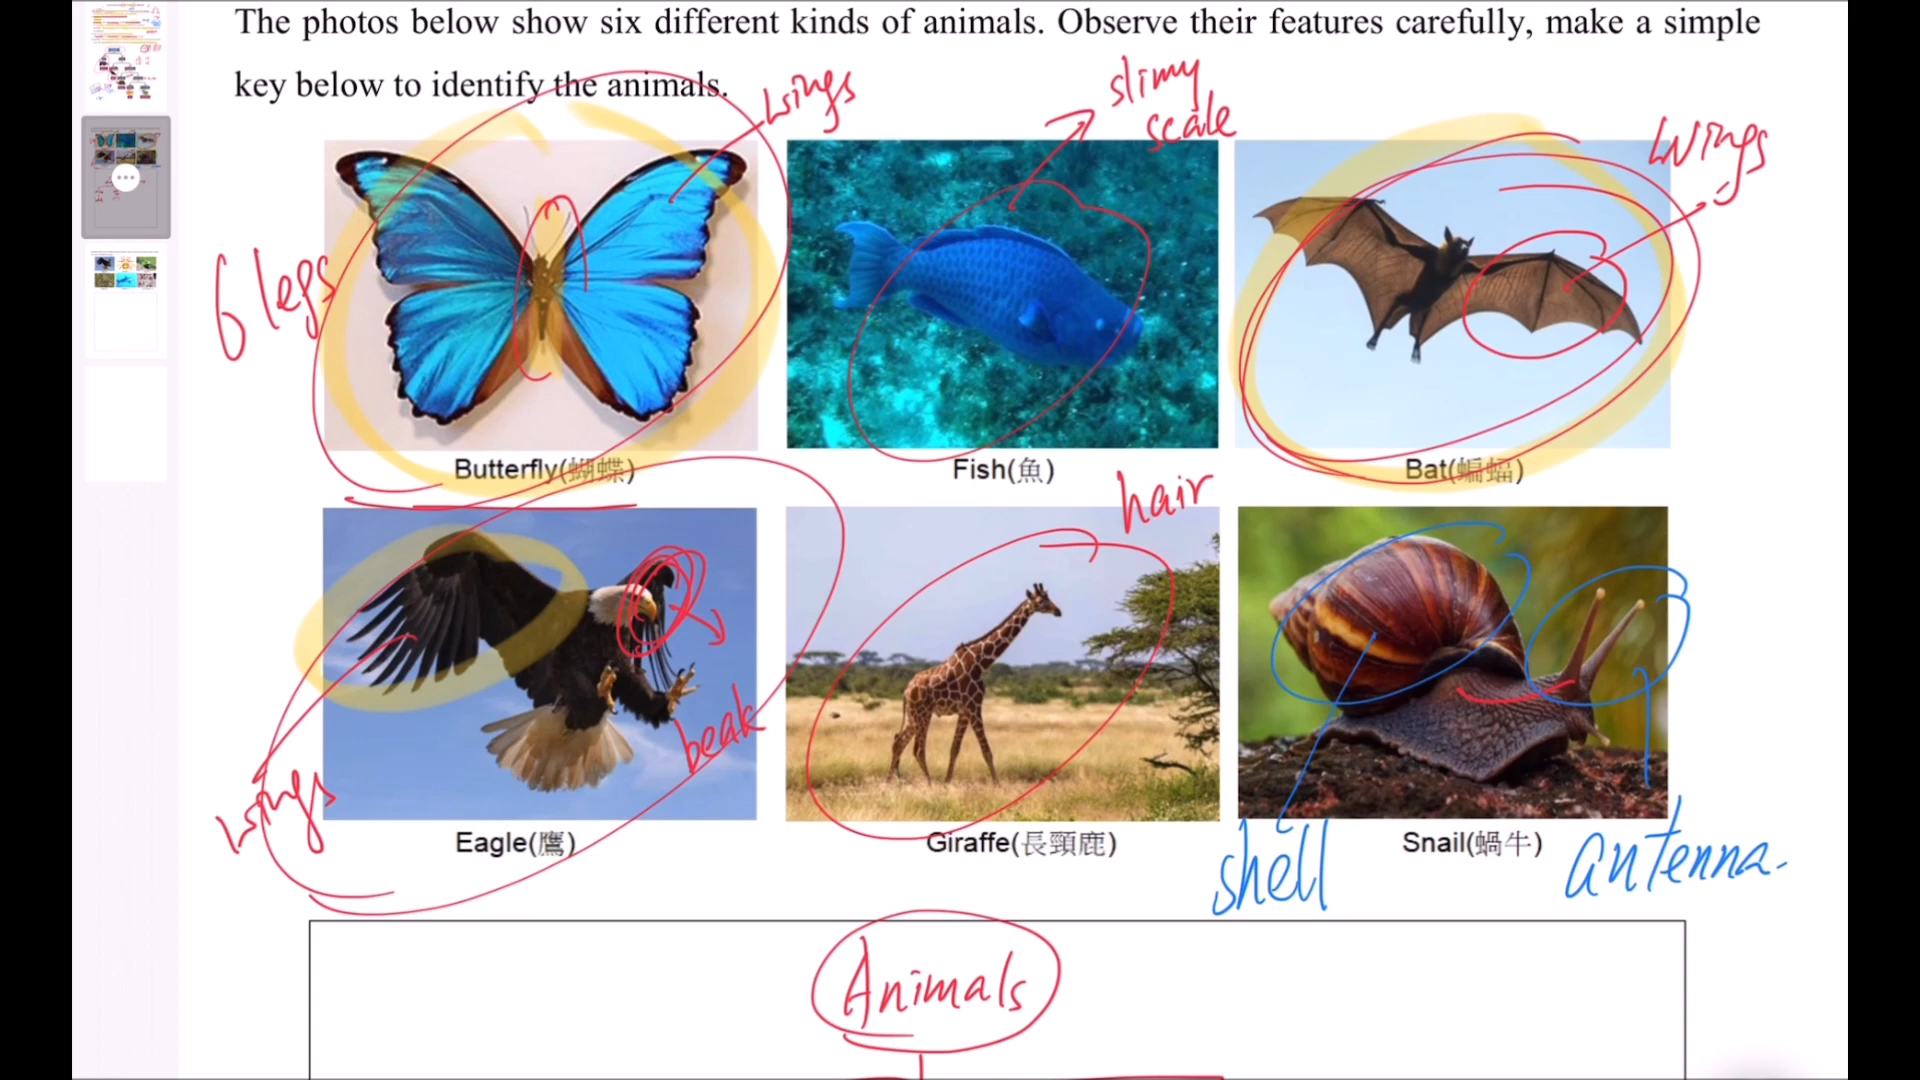 The photos below show six different kinds of animals. Observe their features carefully, make a simple
key below to identify the animals.
wings
slimy
scale
wings
6 legs
Butterfly(蝴蝶)
Fish(魚)
Bat(蝙蝠)
hair
beak
wings
Eagle(鷹)
Giraffe(長頸鹿)
Snail(蝸牛)
shell
antenna.
Animals